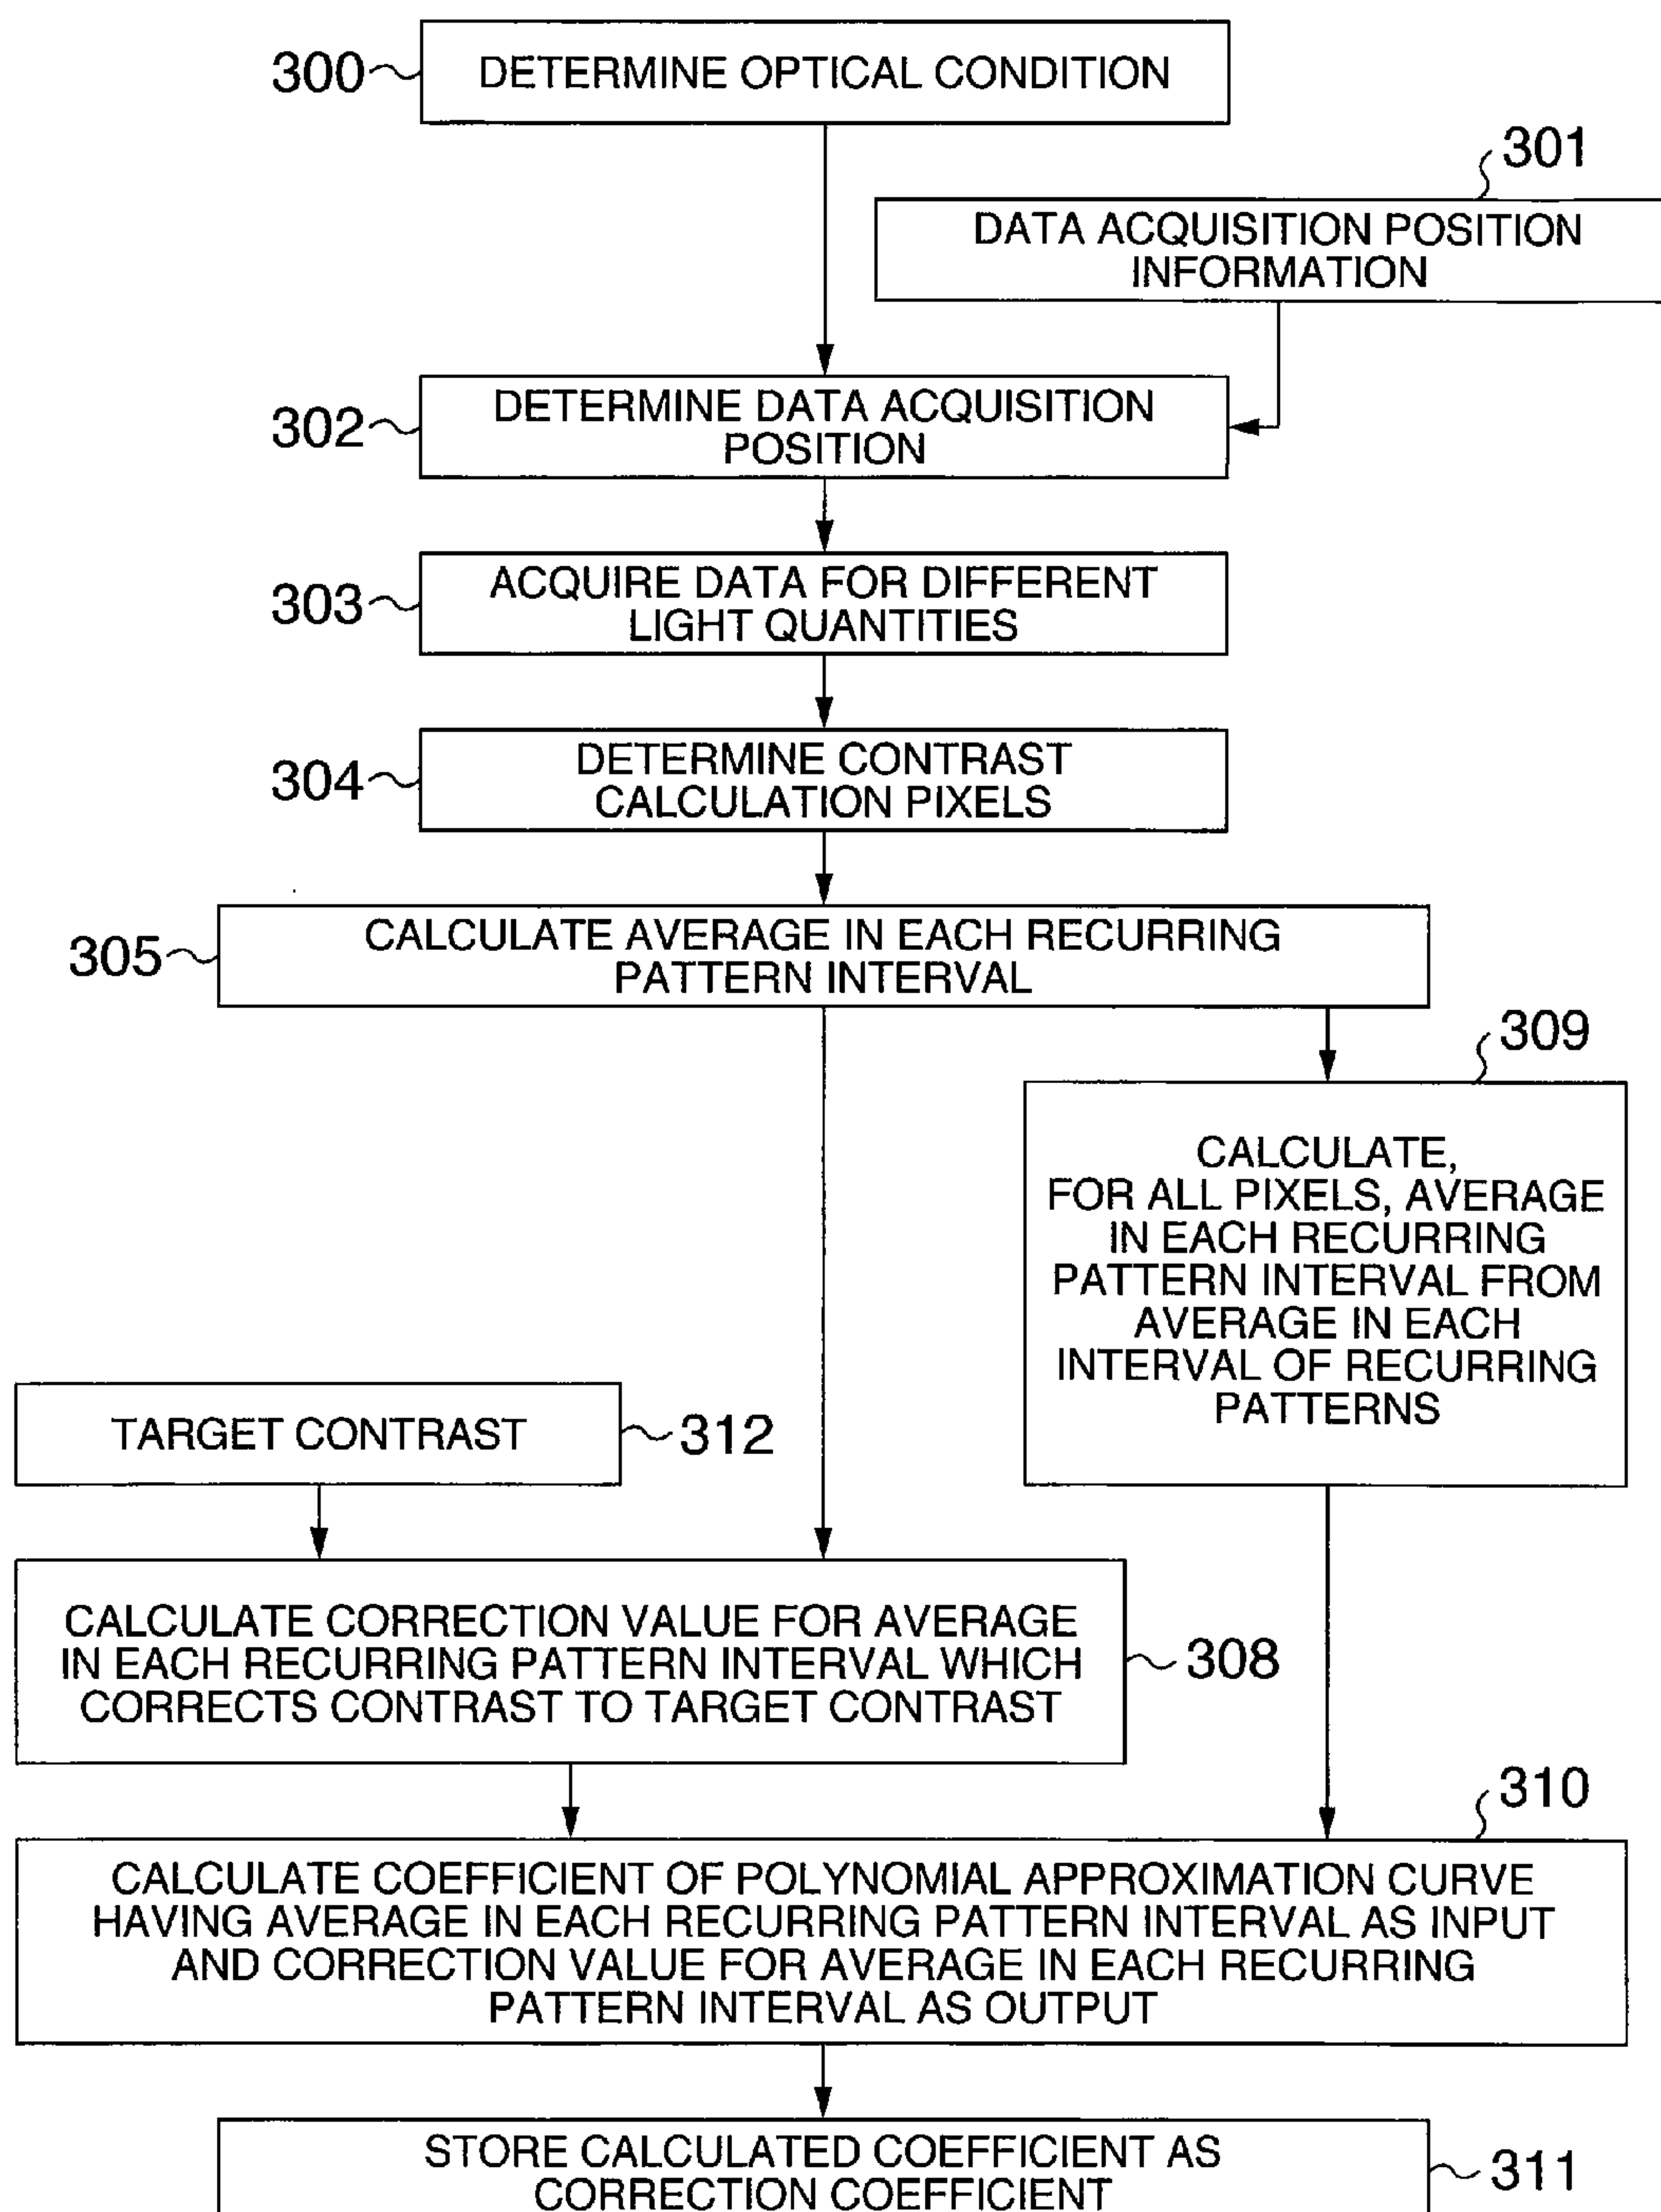 300
DETERMINE OPTICAL CONDITION
301
DATA ACQUISITION POSITION
INFORMATION
302
DETERMINE DATA ACQUISITION
POSITION
303
ACQUIRE DATA FOR DIFFERENT
LIGHT QUANTITIES
304
DETERMINE CONTRAST
CALCULATION PIXELS
305
CALCULATE AVERAGE IN EACH RECURRING
PATTERN INTERVAL
309
CALCULATE,
FOR ALL PIXELS, AVERAGE
IN EACH RECURRING
PATTERN INTERVAL FROM
AVERAGE IN EACH
INTERVAL OF RECURRING
PATTERNS
TARGET CONTRAST
312
CALCULATE CORRECTION VALUE FOR AVERAGE
IN EACH RECURRING PATTERN INTERVAL WHICH
CORRECTS CONTRAST TO TARGET CONTRAST
308
310
CALCULATE COEFFICIENT OF POLYNOMIAL APPROXIMATION CURVE
HAVING AVERAGE IN EACH RECURRING PATTERN INTERVAL AS INPUT
AND CORRECTION VALUE FOR AVERAGE IN EACH RECURRING
PATTERN INTERVAL AS OUTPUT
STORE CALCULATED COEFFICIENT AS
CORRECTION COEFFICIENT
311